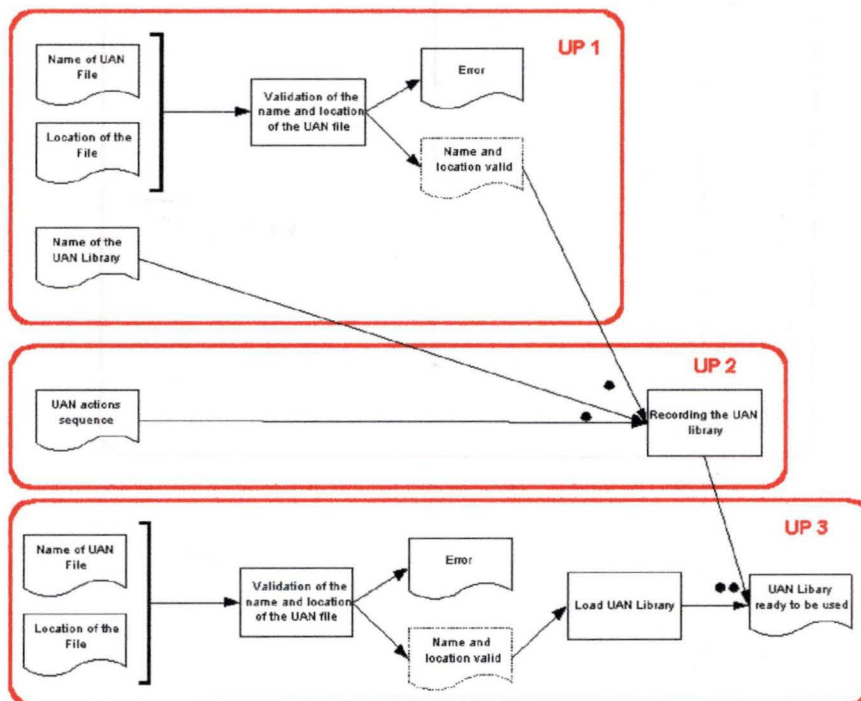 UP 1
Name of UAN
File
Location of the
File
Validation of the
name and location
of the UAN file
Error
Name and
location valid
Name of the
UAN Library
UP 2
UAN actions
sequence
Recording the UAN
library
UP 3
Name of UAN
File
Location of the
File
Validation of the
name and location
of the UAN file
Error
Name and
location valid
Load UAN Library
UAN Libary
ready to be used